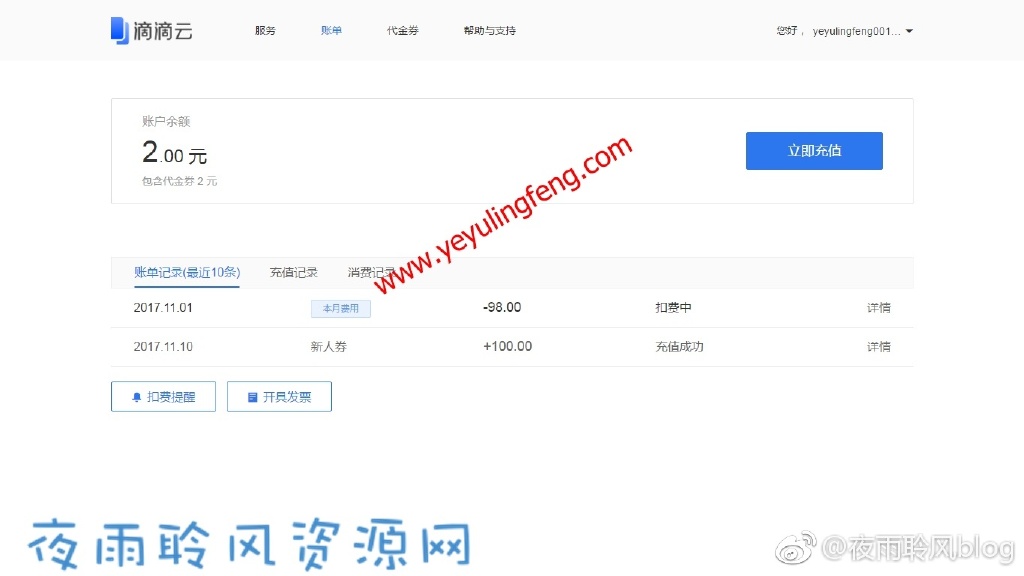 滴滴云 服务 账单 代金券 帮助与支持 您好， yeyulingfeng001...
账户余额
2.00 元
包含代金券 2 元
立即充值
www.yeyulingfeng.com
账单记录(最近10条) 充值记录 消费记录
2017.11.01 本月费用 -98.00 扣费中 详情
2017.11.10 新人券 +100.00 充值成功 详情
扣费提醒 开具发票
夜雨聆风资源网
@夜雨聆风blog